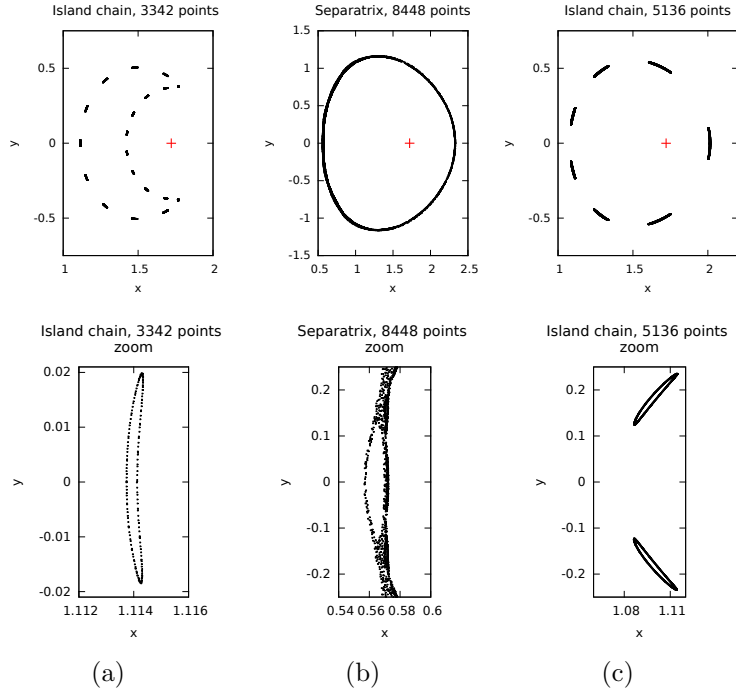 Island chain, 3342 points
Separatrix, 8448 points
Island chain, 5136 points
0.5
0
-0.5
1
1.5
2
x
y
1.5
1
0.5
0
-0.5
-1
-1.5
0.5
1
1.5
2
2.5
x
y
0.5
0
-0.5
1
1.5
2
x
y
Island chain, 3342 points
zoom
Separatrix, 8448 points
zoom
Island chain, 5136 points
zoom
0.02
0.01
0
-0.01
-0.02
1.112
1.114
1.116
x
y
0.2
0.1
0
-0.1
-0.2
0.54
0.56
0.58
0.6
x
y
0.2
0.1
0
-0.1
-0.2
1.08
1.11
x
y
(a)
(b)
(c)